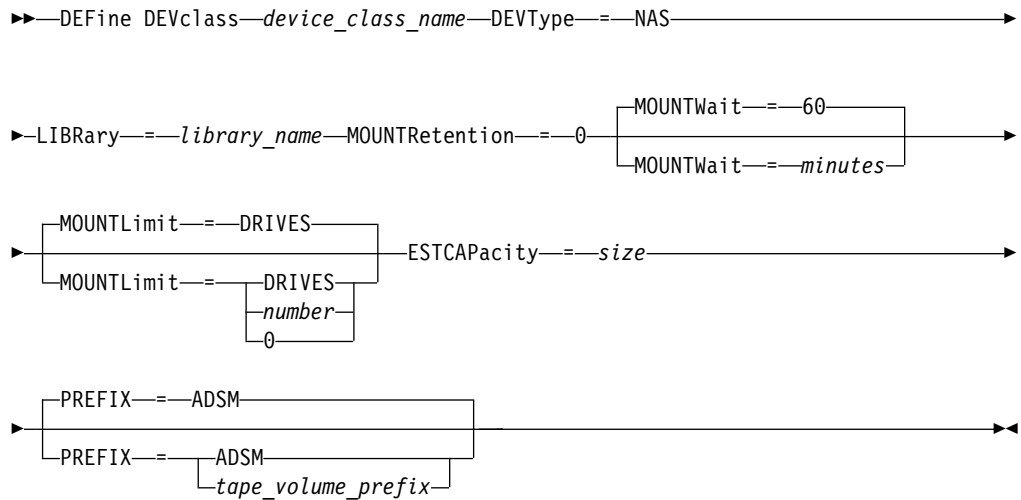 DEFine DEVclass device_class_name DEVType = NAS
MOUNTWait = 60
LIBRary = library_name MOUNTRetention = 0
MOUNTWait = minutes
MOUNTLimit = DRIVES
ESTCAPacity = size
MOUNTLimit = DRIVES
number
0
PREFIX = ADSM
PREFIX = ADSM
tape_volume_prefix